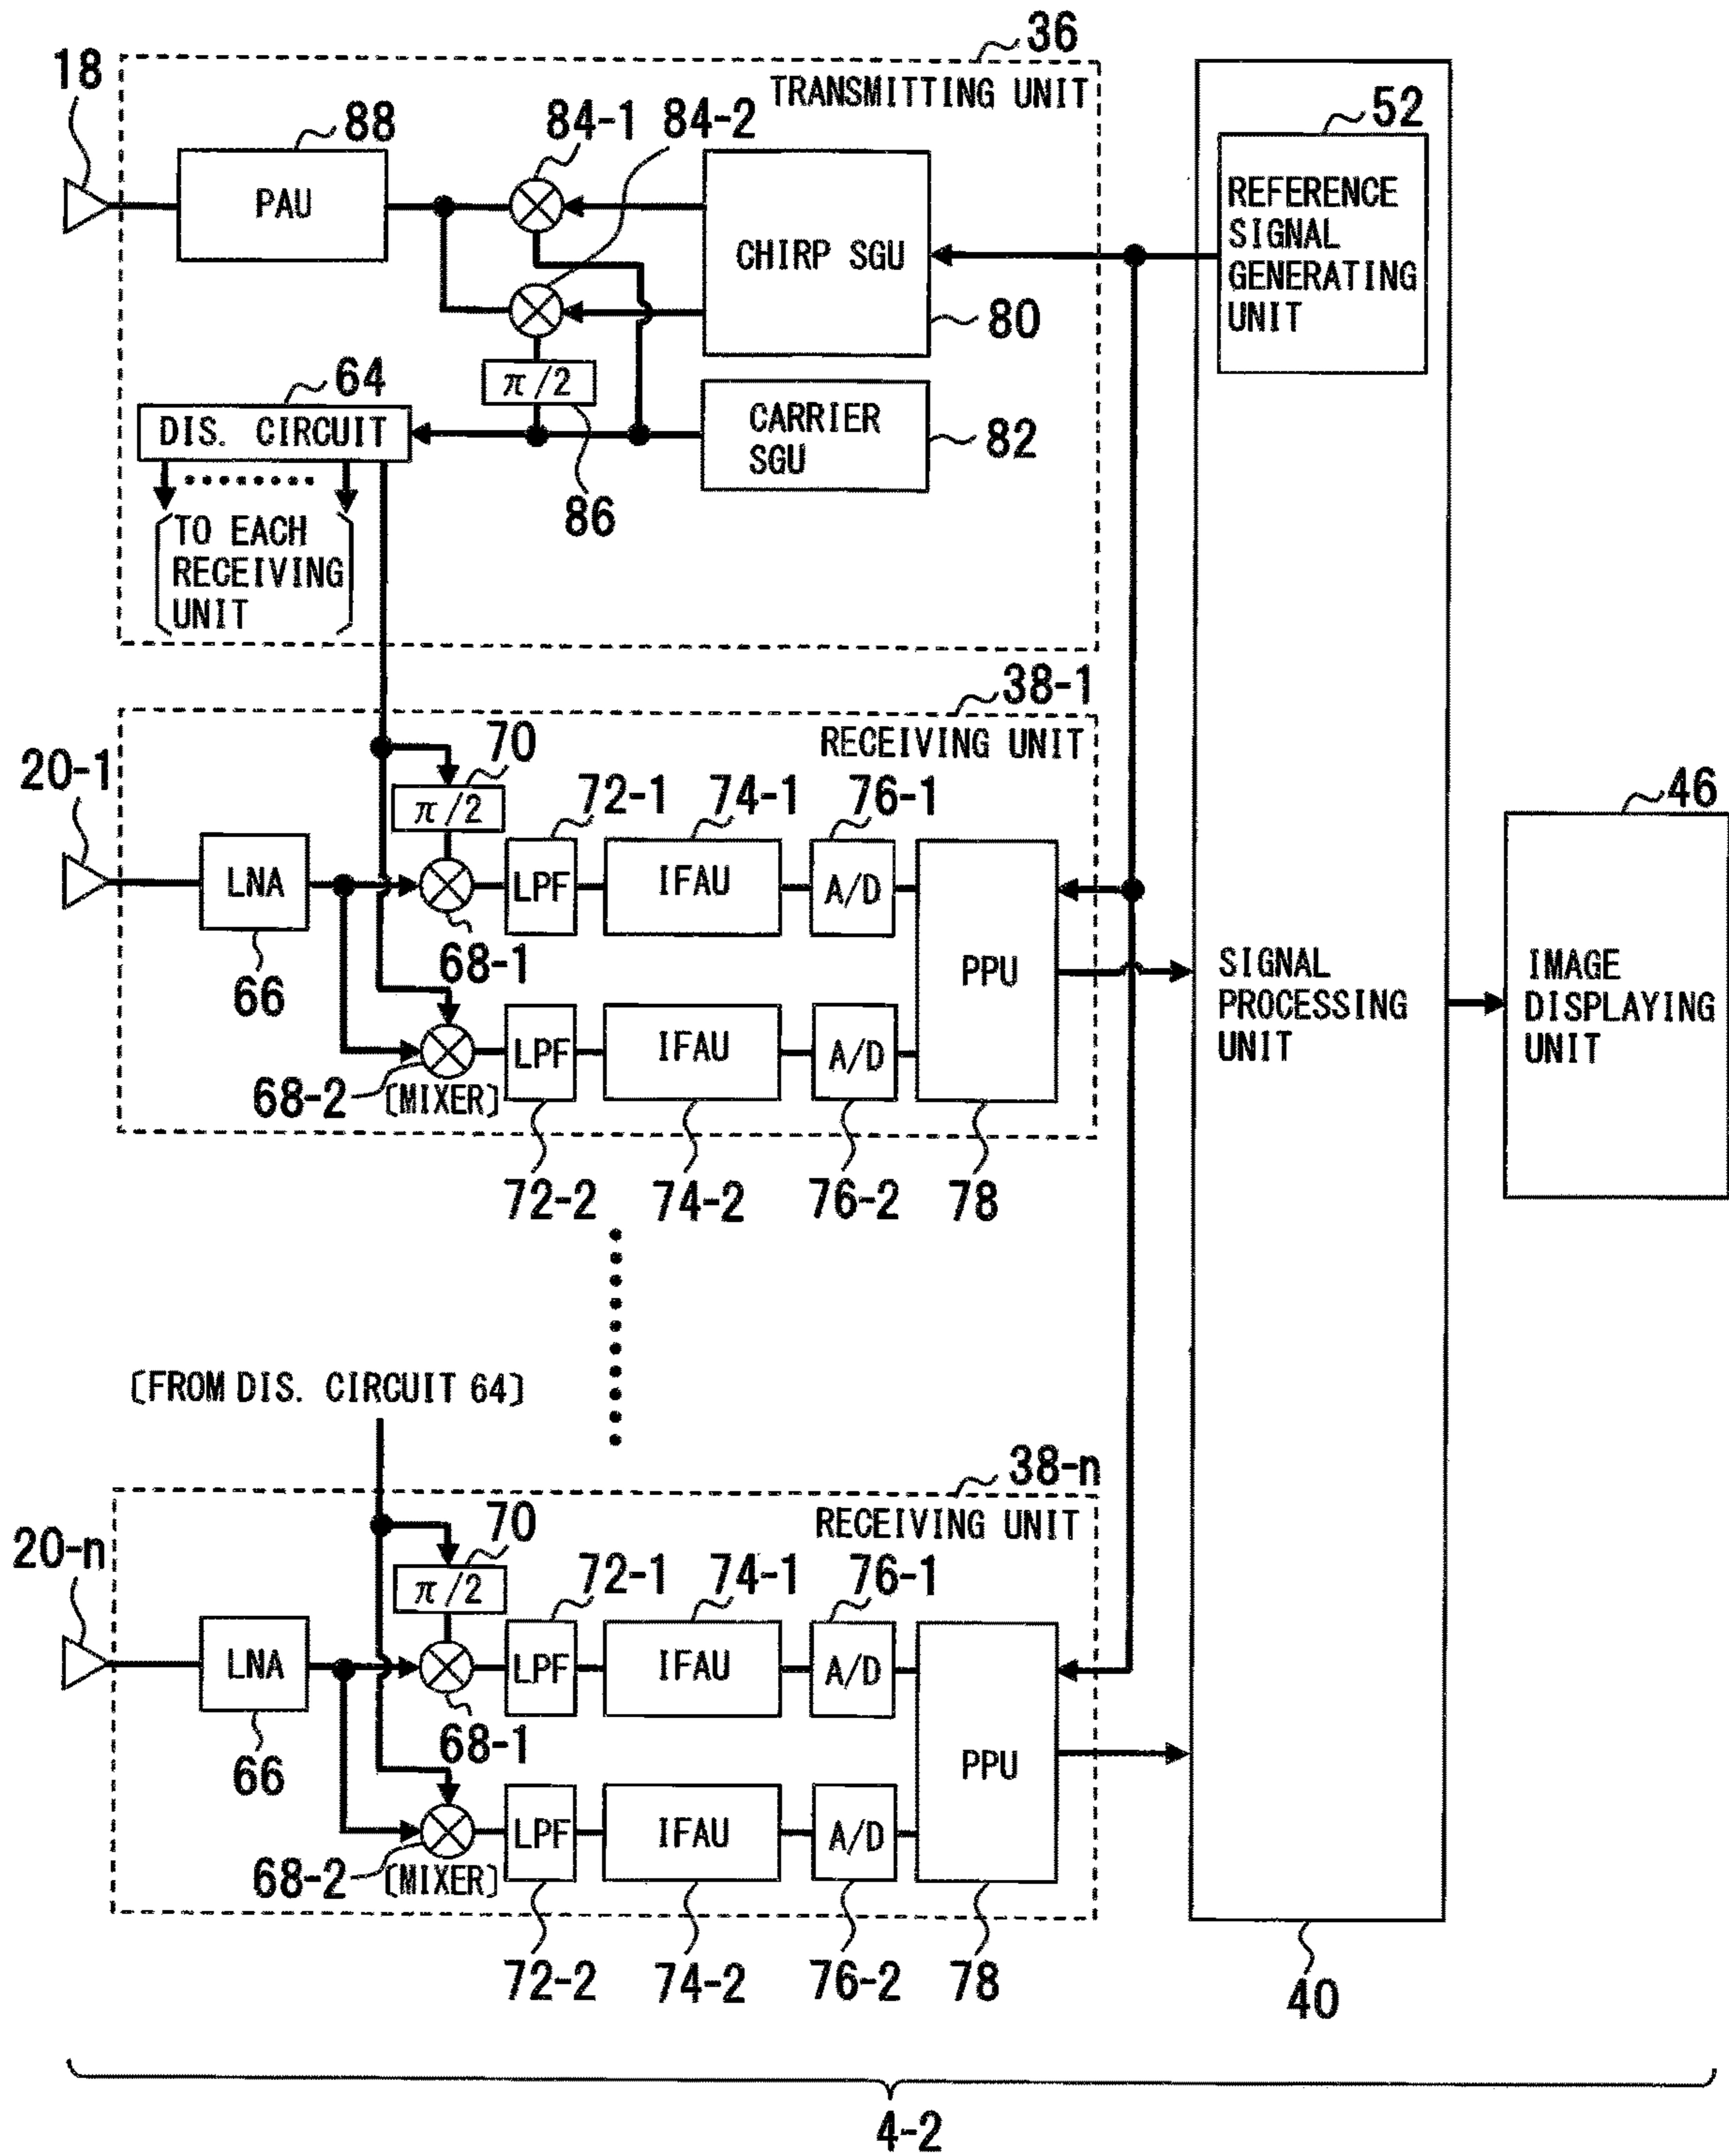 36
18
TRANSMITTING UNIT
88
84-1
84-2
52
PAU
CHIRP SGU
REFERENCE
SIGNAL
GENERATING
UNIT
80
64
π/2
DIS. CIRCUIT
CARRIER
SGU
82
86
TO EACH
RECEIVING
UNIT
38-1
RECEIVING UNIT
20-1
70
π/2
72-1
74-1
76-1
46
LNA
LPF
IFAU
A/D
68-1
66
PPU
SIGNAL
PROCESSING
UNIT
IMAGE
DISPLAYING
UNIT
LPF
IFAU
A/D
68-2
[MIXER]
72-2
74-2
76-2
78
[FROM DIS. CIRCUIT 64]
38-n
RECEIVING UNIT
20-n
70
π/2
72-1
74-1
76-1
LNA
LPF
IFAU
A/D
68-1
66
PPU
LPF
IFAU
A/D
68-2
[MIXER]
72-2
74-2
76-2
78
40
4-2